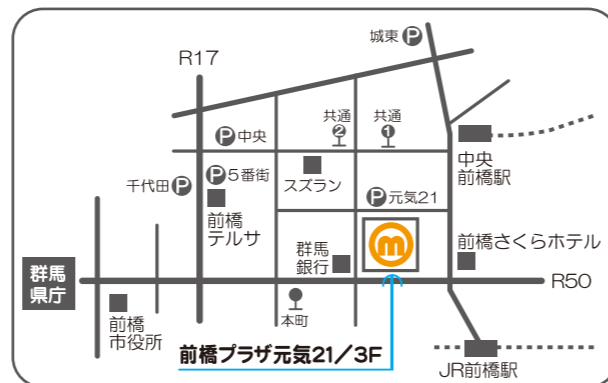 城東 P
R17
共通
2
共通
1
P 中央
中央
前橋駅
千代田 P
P 5番街
スズラン
P 元気21
前橋
テルサ
m
群馬
銀行
前橋さくらホテル
群馬
県庁
R50
前橋
市役所
本町
前橋プラザ元気21/3F
JR前橋駅